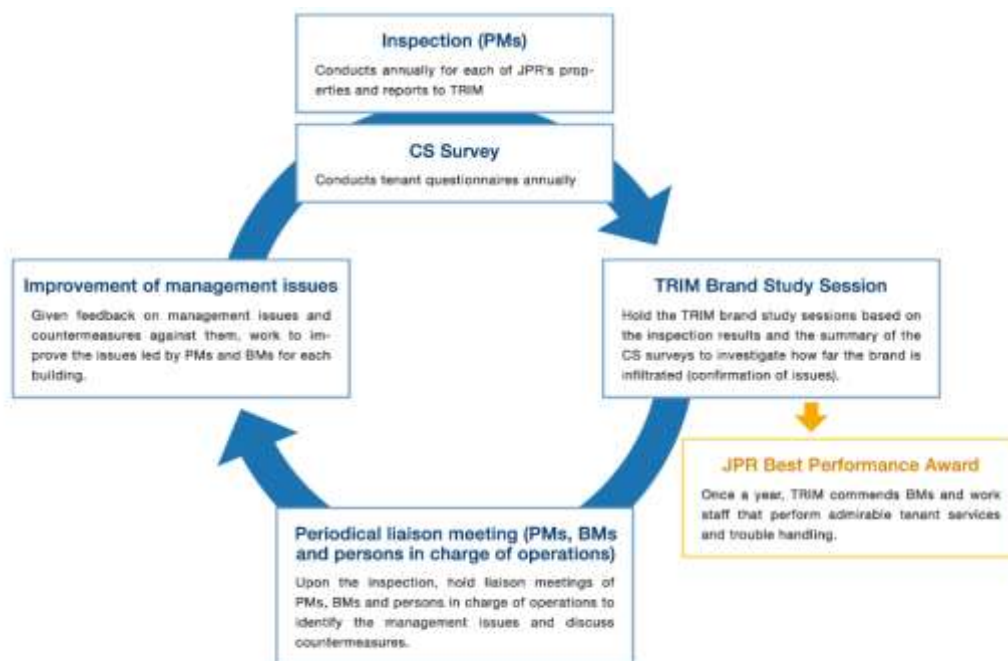 Inspection (PMs)
Conducts annually for each of JPR's prop-
erties and reports to TRIM
CS Survey
Conducts tenant questionnaires annually
TRIM Brand Study Session
Hold the TRIM brand study sessions based on
the inspection results and the summary of the
CS surveys to investigate how far the brand is
infiltrated (confirmation of issues).
JPR Best Performance Award
Once a year, TRIM commends BMs and work
staff that perform admirable tenant services
and trouble handling.
Periodical liaison meeting (PMs, BMs
and persons in charge of operations)
Upon the inspection, hold liaison meetings of
PMs, BMs and persons in charge of operations to
identify the management issues and discuss
countermeasures.
Improvement of management issues
Given feedback on management issues and
countermeasures against them, work to im-
prove the issues led by PMs and BMs for each
building.